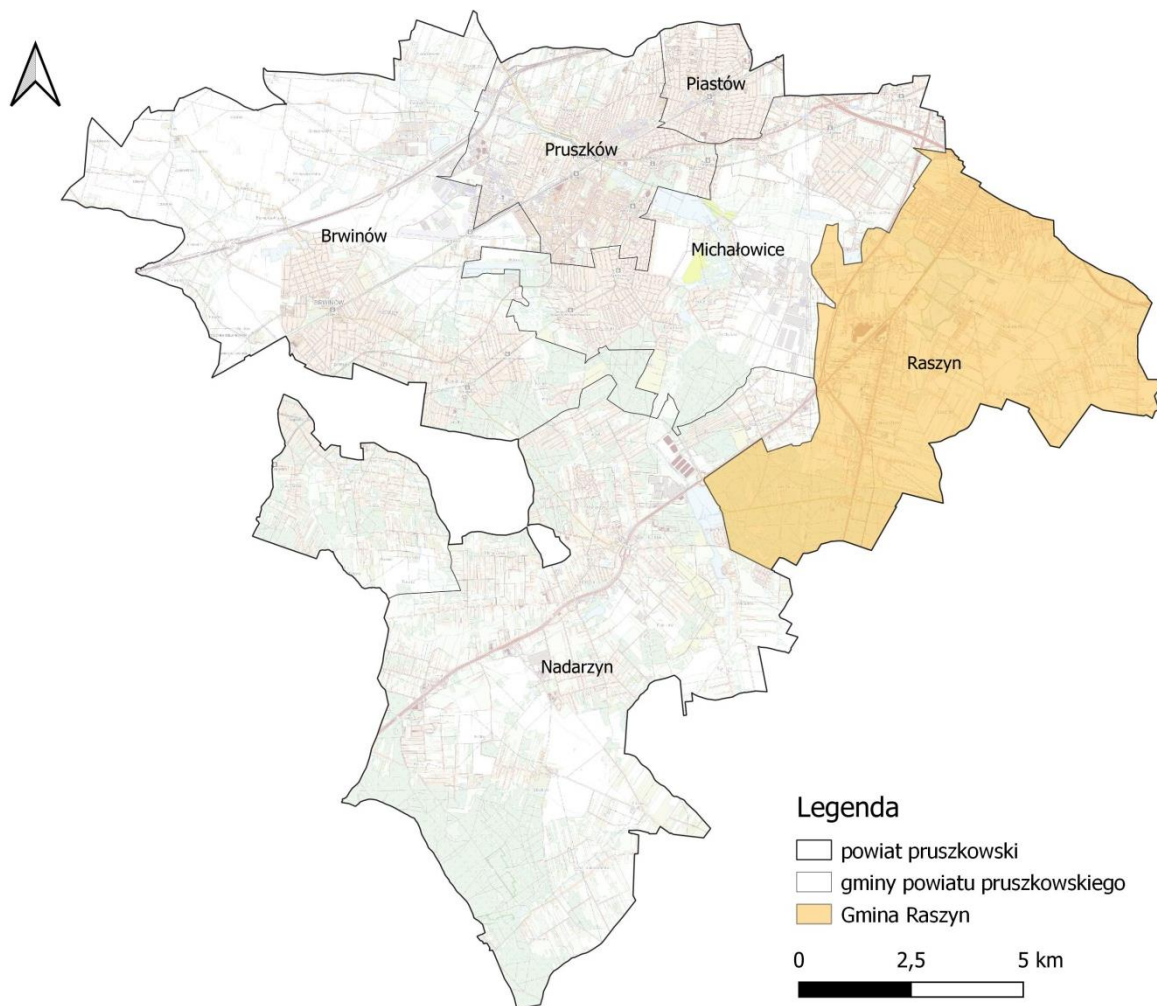 Piastów
Pruszków
Brwinów
Michałowice
Raszyn
Nadarzyn
Legenda
powiat pruszkowski
gminy powiatu pruszkowskiego
Gmina Raszyn
0 2,5 5 km